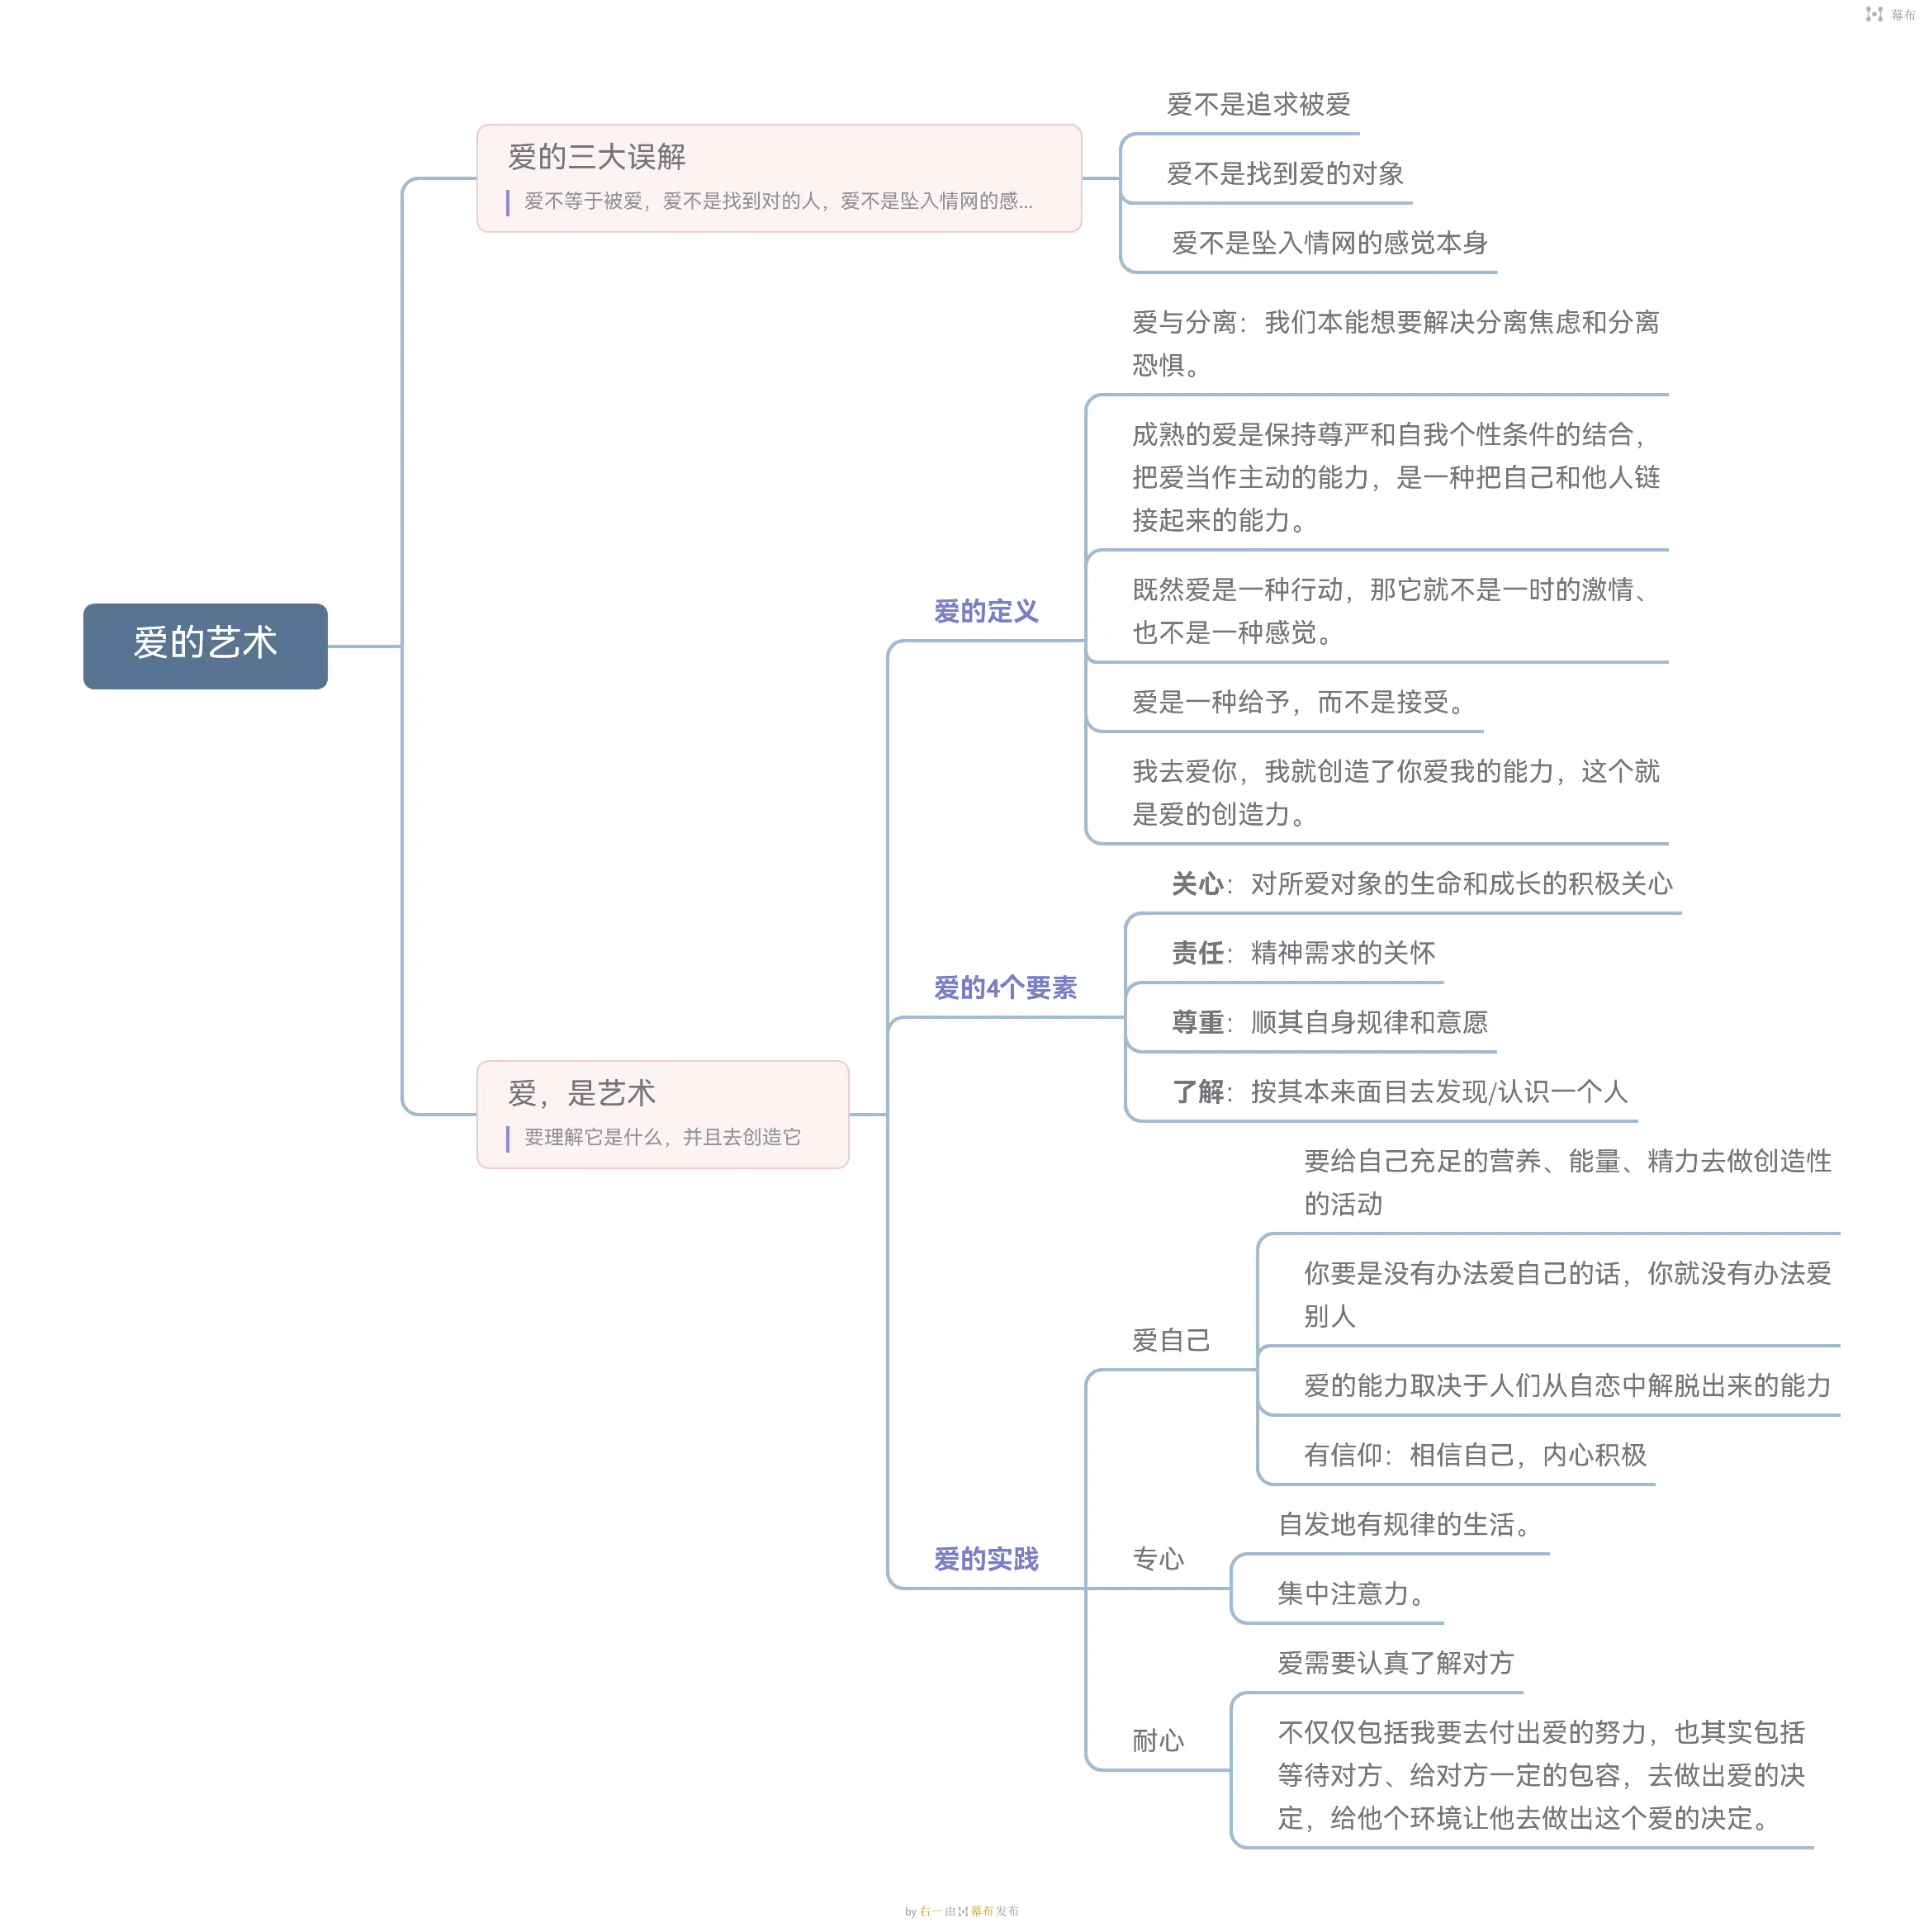 幕布
爱的艺术
爱的三大误解
爱不等于被爱，爱不是找到对的人，爱不是坠入情网的感...
爱不是追求被爱
爱不是找到爱的对象
爱不是坠入情网的感觉本身
爱，是艺术
要理解它是什么，并且去创造它
爱的定义
爱与分离：我们本能想要解决分离焦虑和分离
恐惧。
成熟的爱是保持尊严和自我个性条件的结合，
把爱当作主动的能力，是一种把自己和他人链
接起来的能力。
既然爱是一种行动，那它就不是一时的激情、
也不是一种感觉。
爱是一种给予，而不是接受。
我去爱你，我就创造了你爱我的能力，这个就
是爱的创造力。
爱的4个要素
关心：对所爱对象的生命和成长的积极关心
责任：精神需求的关怀
尊重：顺其自身规律和意愿
了解：按其本来面目去发现/认识一个人
爱的实践
爱自己
要给自己充足的营养、能量、精力去做创造性
的活动
你要是没有办法爱自己的话，你就没有办法爱
别人
爱的能力取决于人们从自恋中解脱出来的能力
有信仰：相信自己，内心积极
专心
自发地有规律的生活。
集中注意力。
耐心
爱需要认真了解对方
不仅仅包括我要去付出爱的努力，也其实包括
等待对方、给对方一定的包容，去做出爱的决
定，给他个环境让他去做出这个爱的决定。
by 右一 由 幕布 发布